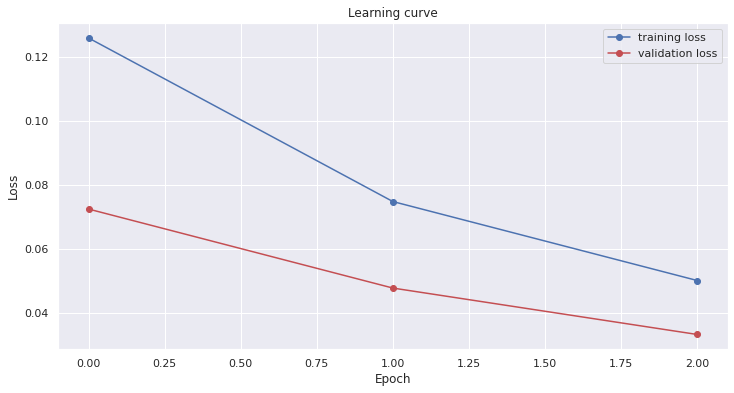 Learning curve
training loss
validation loss
0.12
0.10
0.08
0.06
0.04
Loss
0.00 0.25 0.50 0.75 1.00 1.25 1.50 1.75 2.00
Epoch